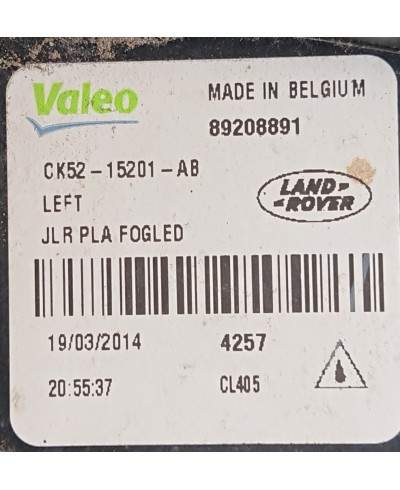 Valeo
MADE IN BELGIUM
89208891
CK52-15201-AB
LEFT
LAND-
-ROVER
JLR PLA FOGLED
19/03/2014
4257
20:55:37
CL405